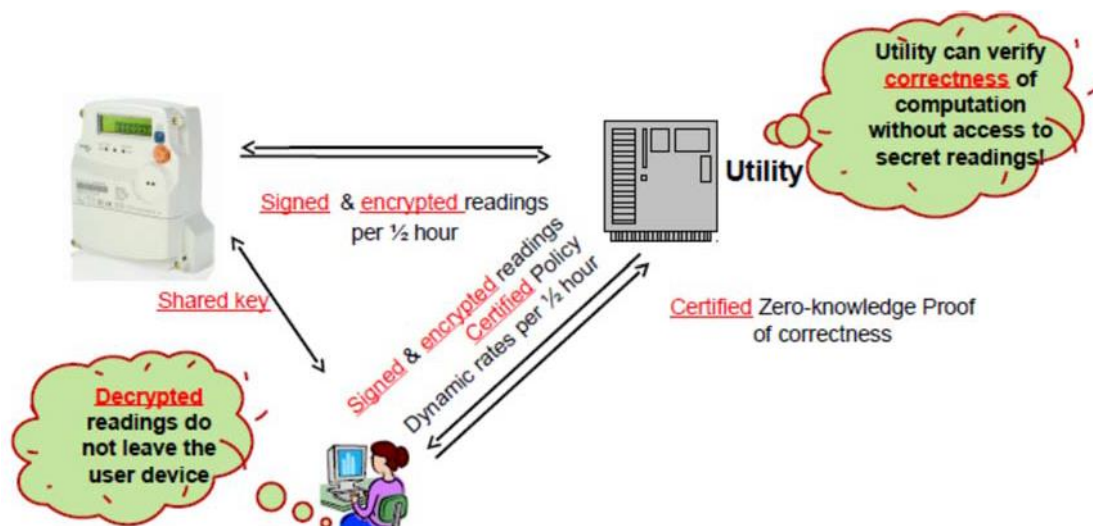 Utility can verify
correctness of
computation
without access to
secret readings!
Utility
Signed & encrypted readings
per ½ hour
Signed & encrypted readings
Certified Policy
Dynamic rates per ½ hour
Shared key
Certified Zero-knowledge Proof
of correctness
Decrypted
readings do
not leave the
user device